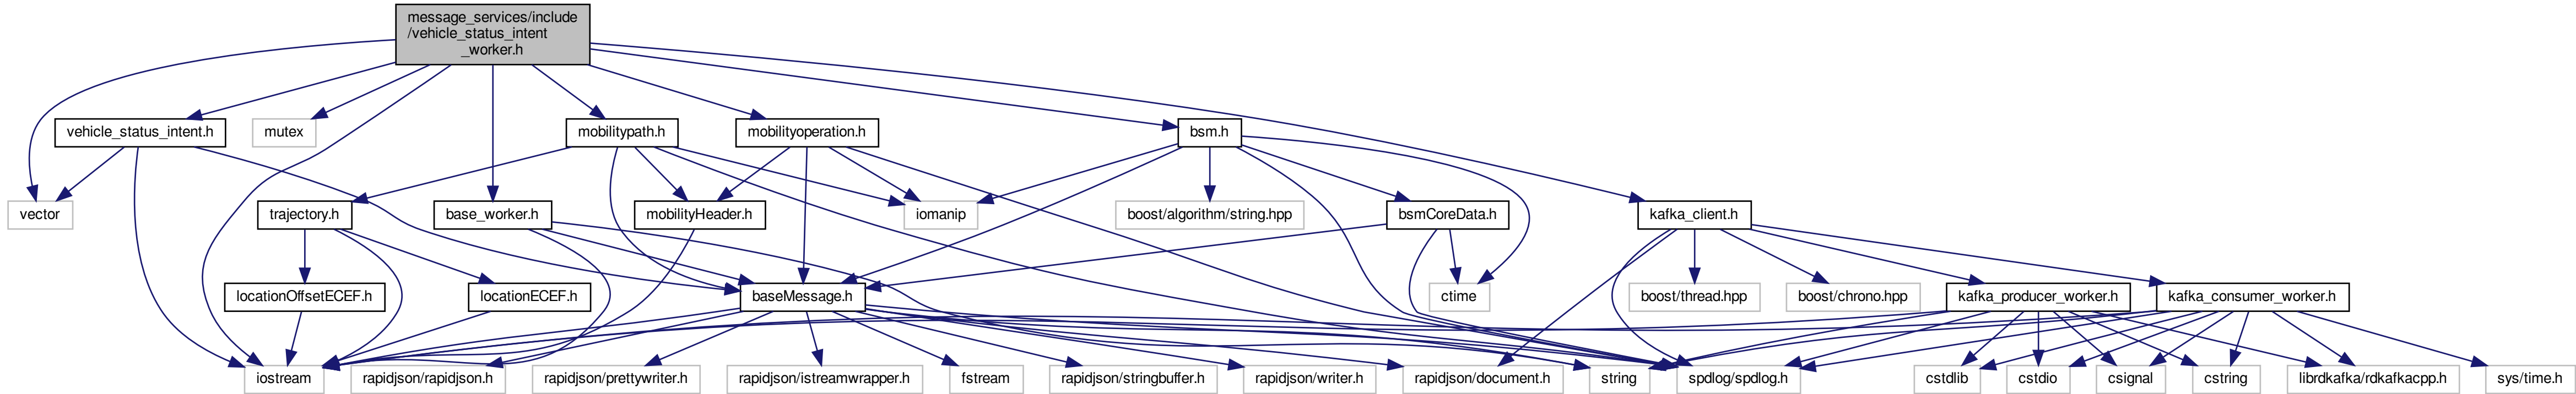 message_services/include
/vehicle_status_intent
_worker.h
vehicle_status_intent.h
mutex
mobilitypath.h
mobilityoperation.h
bsm.h
vector
trajectory.h
base_worker.h
mobilityHeader.h
iomanip
boost/algorithm/string.hpp
bsmCoreData.h
kafka_client.h
locationOffsetECEF.h
locationECEF.h
baseMessage.h
ctime
boost/thread.hpp
boost/chrono.hpp
kafka_producer_worker.h
kafka_consumer_worker.h
iostream
rapidjson/rapidjson.h
rapidjson/prettywriter.h
rapidjson/istreamwrapper.h
fstream
rapidjson/stringbuffer.h
rapidjson/writer.h
rapidjson/document.h
string
spdlog/spdlog.h
cstdlib
cstdio
csignal
cstring
librdkafka/rdkafkacpp.h
sys/time.h